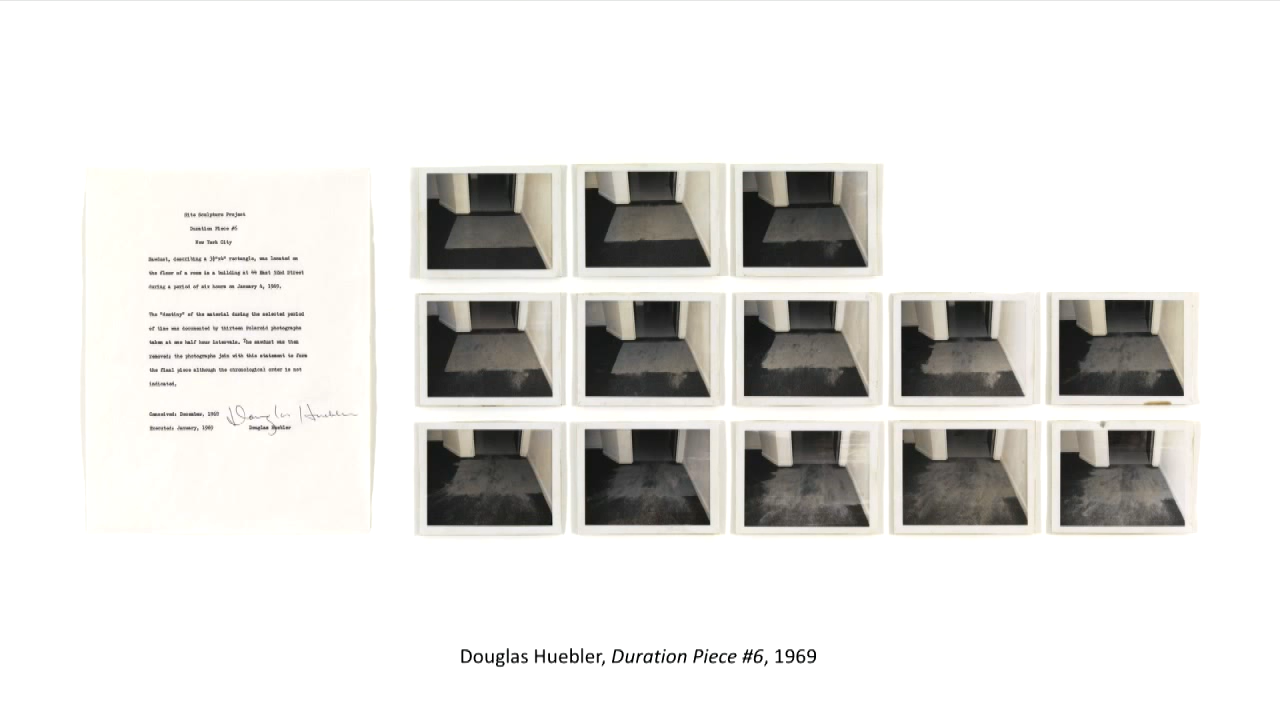 Site Sculpture Project
Duration Piece #6
New York City
Sawdust, describing a rectangle, was located on
the floor of a room in a building at 44 East 52nd Street
during a period of six hours on January 4, 1969.
The "destiny" of the material during the selected period
of time was documented by thirteen Polaroid photographs
taken at one half hour intervals. The sawdust was then
removed; the photographs join with this statement to form
the final piece although the chronological order is not
indicated.
Conceived: December, 1968
Douglas Huebler
Executed: January, 1969 Douglas Huebler
Douglas Huebler, Duration Piece #6, 1969